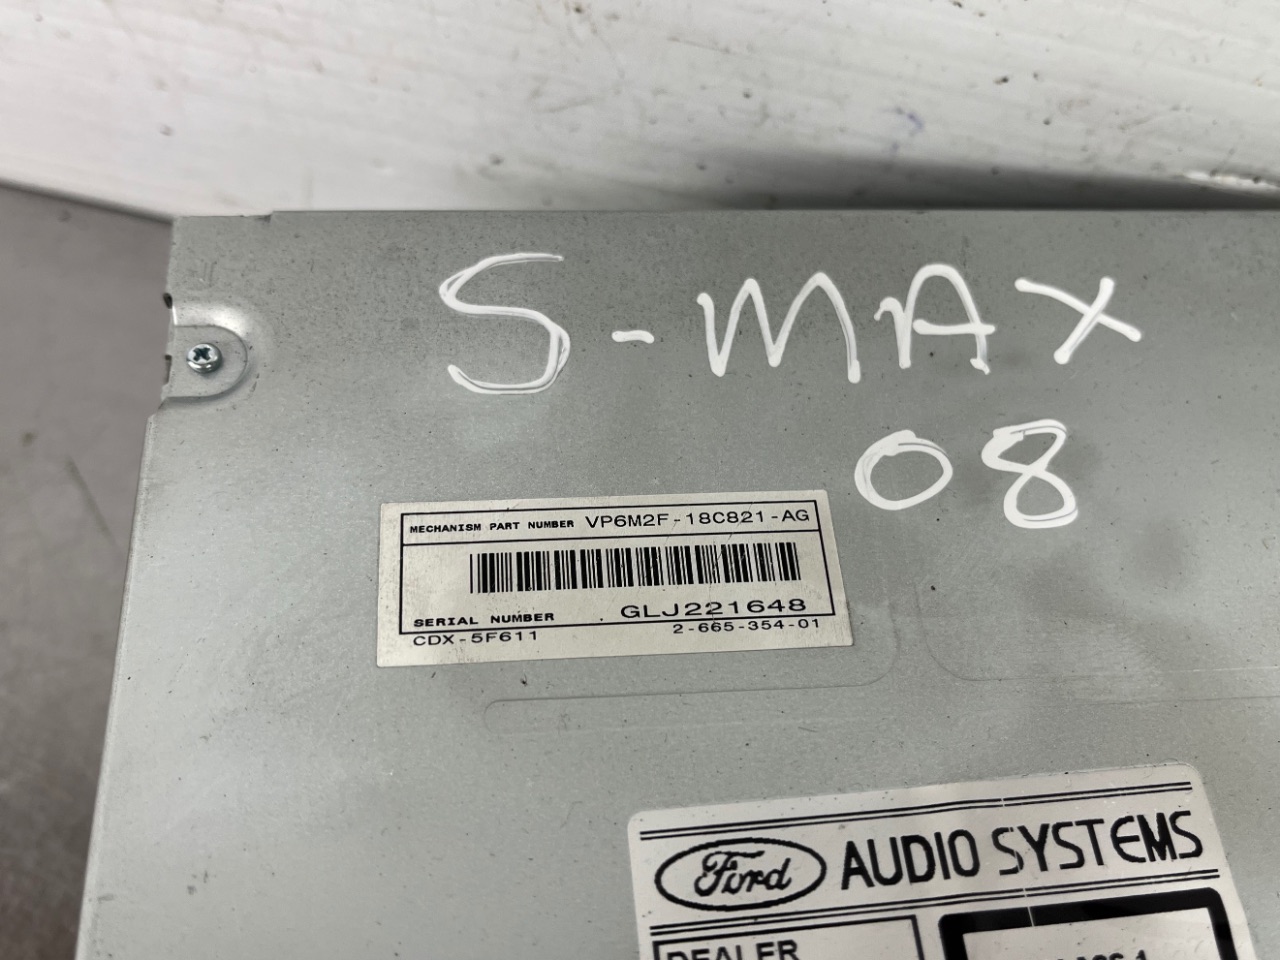 S-MAX
08
MECHANISM PART NUMBER VP6M2F-18C821-AG
SERIAL NUMBER GLJ221648
CDX-5F611 2-665-354-01
Ford AUDIO SYSTEMS
DEALER